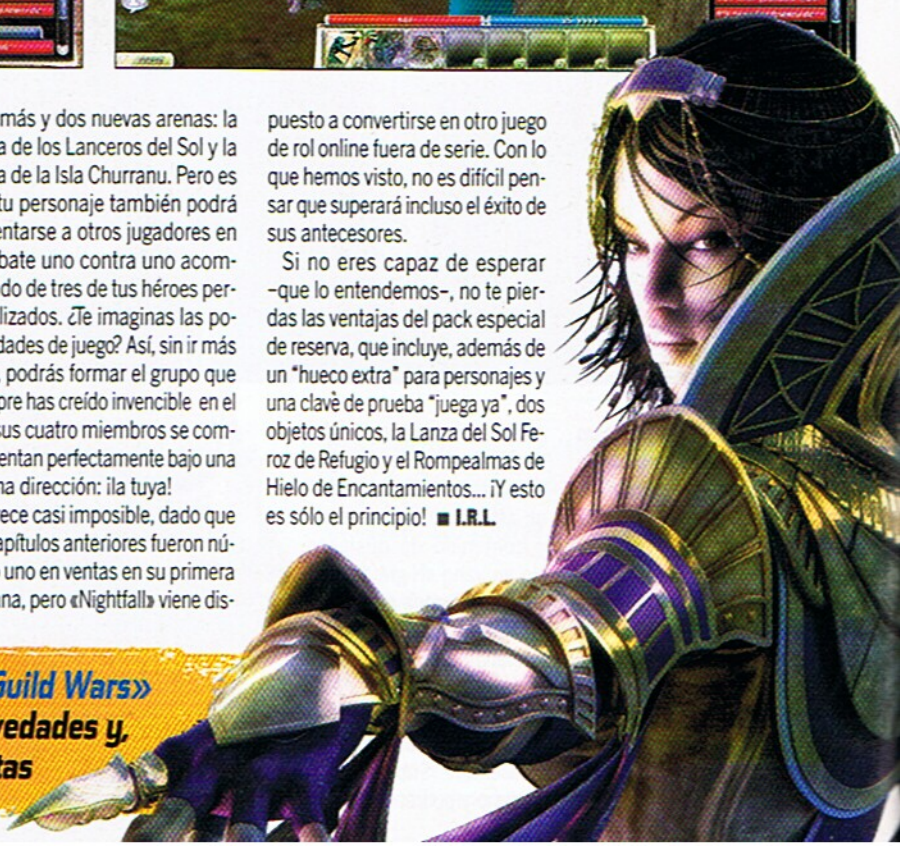 más y dos nuevas arenas: la
a de los Lanceros del Sol y la
a de la Isla Churranu. Pero es
tu personaje también podrá
entarse a otros jugadores en
bate uno contra uno acom-
do de tres de tus héroes per-
lizados. ¿Te imaginas las po-
dades de juego? Así, sin ir más
, podrás formar el grupo que
pre has creído invencible en el
sus cuatro miembros se com-
entan perfectamente bajo una
na dirección: ¡la tuya!
rece casi imposible, dado que
apítulos anteriores fueron nú-
o uno en ventas en su primera
na, pero «Nightfall» viene dis-
puesto a convertirse en otro juego
de rol online fuera de serie. Con lo
que hemos visto, no es difícil pen-
sar que superará incluso el éxito de
sus antecesores.
Si no eres capaz de esperar
–que lo entendemos–, no te pier-
das las ventajas del pack especial
de reserva, que incluye, además de
un "hueco extra" para personajes y
una clavè de prueba "juega ya", dos
objetos únicos, la Lanza del Sol Fe-
roz de Refugio y el Rompealmas de
Hielo de Encantamientos... ¡Y esto
es sólo el principio! ■ I.R.L.
Guild Wars»
vedades y,
tas